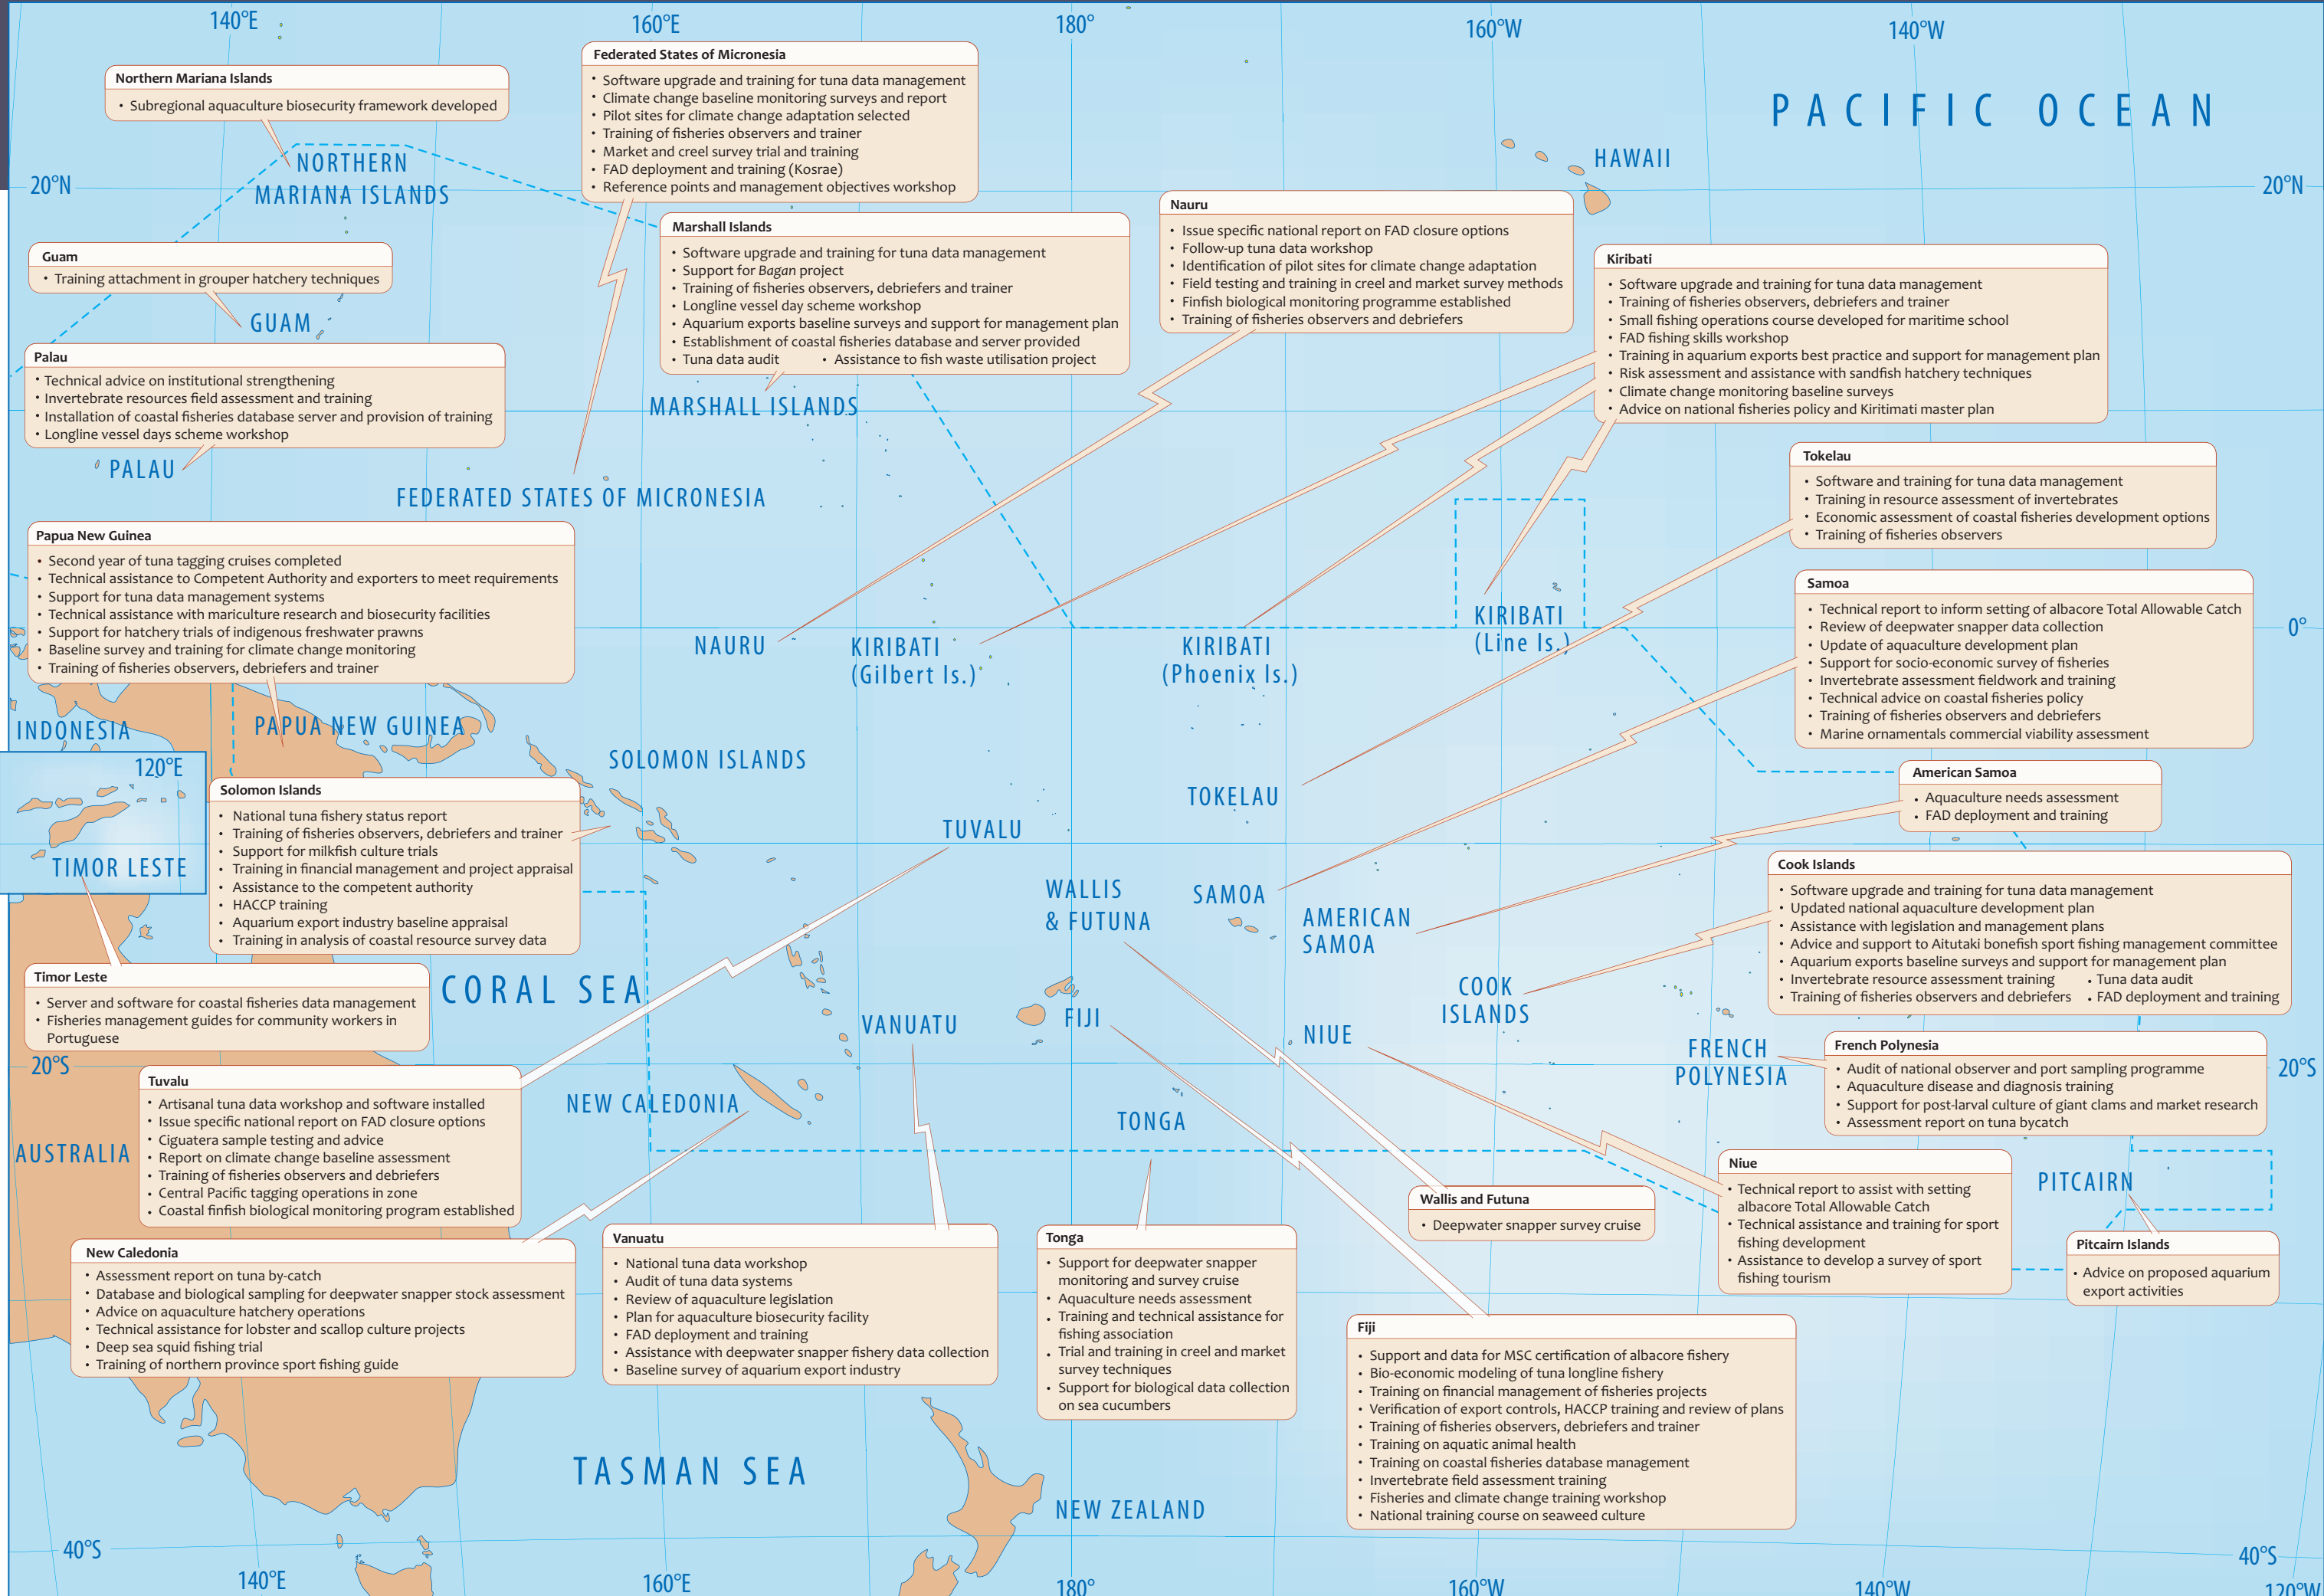 140°E
160°E
180°
160°W
140°W
PACIFIC OCEAN
Northern Mariana Islands
• Subregional aquaculture biosecurity framework developed
Federated States of Micronesia
• Software upgrade and training for tuna data management
• Climate change baseline monitoring surveys and report
• Pilot sites for climate change adaptation selected
• Training of fisheries observers and trainer
• Market and creel survey trial and training
• FAD deployment and training (Kosrae)
• Reference points and management objectives workshop
HAWAII
NORTHERN
MARIANA ISLANDS
20°N
20°N
Marshall Islands
• Software upgrade and training for tuna data management
• Support for Bagan project
• Training of fisheries observers, debriefers and trainer
• Longline vessel day scheme workshop
• Aquarium exports baseline surveys and support for management plan
• Establishment of coastal fisheries database and server provided
• Tuna data audit • Assistance to fish waste utilisation project
Nauru
• Issue specific national report on FAD closure options
• Follow-up tuna data workshop
• Identification of pilot sites for climate change adaptation
• Field testing and training in creel and market survey methods
• Finfish biological monitoring programme established
• Training of fisheries observers and debriefers
Kiribati
• Software upgrade and training for tuna data management
• Training of fisheries observers, debriefers and trainer
• Small fishing operations course developed for maritime school
• FAD fishing skills workshop
• Training in aquarium exports best practice and support for management plan
• Risk assessment and assistance with sandfish hatchery techniques
• Climate change monitoring baseline surveys
• Advice on national fisheries policy and Kiritimati master plan
Guam
• Training attachment in grouper hatchery techniques
GUAM
Palau
• Technical advice on institutional strengthening
• Invertebrate resources field assessment and training
• Installation of coastal fisheries database server and provision of training
• Longline vessel days scheme workshop
MARSHALL ISLANDS
PALAU
FEDERATED STATES OF MICRONESIA
Tokelau
• Software and training for tuna data management
• Training in resource assessment of invertebrates
• Economic assessment of coastal fisheries development options
• Training of fisheries observers
Papua New Guinea
• Second year of tuna tagging cruises completed
• Technical assistance to Competent Authority and exporters to meet requirements
• Support for tuna data management systems
• Technical assistance with mariculture research and biosecurity facilities
• Support for hatchery trials of indigenous freshwater prawns
• Baseline survey and training for climate change monitoring
• Training of fisheries observers, debriefers and trainer
Samoa
• Technical report to inform setting of albacore Total Allowable Catch
• Review of deepwater snapper data collection
• Update of aquaculture development plan
• Support for socio-economic survey of fisheries
• Invertebrate assessment fieldwork and training
• Technical advice on coastal fisheries policy
• Training of fisheries observers and debriefers
• Marine ornamentals commercial viability assessment
KIRIBATI
(Line Is.)
0°
NAURU
KIRIBATI
(Gilbert Is.)
KIRIBATI
(Phoenix Is.)
INDONESIA
PAPUA NEW GUINEA
SOLOMON ISLANDS
120°E
TIMOR LESTE
TOKELAU
TUVALU
American Samoa
• Aquaculture needs assessment
• FAD deployment and training
Solomon Islands
• National tuna fishery status report
• Training of fisheries observers, debriefers and trainer
• Support for milkfish culture trials
• Training in financial management and project appraisal
• Assistance to the competent authority
• HACCP training
• Aquarium export industry baseline appraisal
• Training in analysis of coastal resource survey data
Cook Islands
• Software upgrade and training for tuna data management
• Updated national aquaculture development plan
• Assistance with legislation and management plans
• Advice and support to Aitutaki bonefish sport fishing management committee
• Aquarium exports baseline surveys and support for management plan
• Invertebrate resource assessment training • Tuna data audit
• Training of fisheries observers and debriefers • FAD deployment and training
WALLIS
& FUTUNA
SAMOA
AMERICAN
SAMOA
Timor Leste
• Server and software for coastal fisheries data management
• Fisheries management guides for community workers in
Portuguese
CORAL SEA
COOK
ISLANDS
VANUATU
FIJI
NIUE
FRENCH
POLYNESIA
French Polynesia
• Audit of national observer and port sampling programme
• Aquaculture disease and diagnosis training
• Support for post-larval culture of giant clams and market research
• Assessment report on tuna bycatch
20°S
20°S
Tuvalu
• Artisanal tuna data workshop and software installed
• Issue specific national report on FAD closure options
• Ciguatera sample testing and advice
• Report on climate change baseline assessment
• Training of fisheries observers and debriefers
• Central Pacific tagging operations in zone
• Coastal finfish biological monitoring program established
NEW CALEDONIA
TONGA
AUSTRALIA
PITCAIRN
Niue
• Technical report to assist with setting
albacore Total Allowable Catch
• Technical assistance and training for sport
fishing development
• Assistance to develop a survey of sport
fishing tourism
Wallis and Futuna
• Deepwater snapper survey cruise
Pitcairn Islands
• Advice on proposed aquarium
export activities
New Caledonia
• Assessment report on tuna by-catch
• Database and biological sampling for deepwater snapper stock assessment
• Advice on aquaculture hatchery operations
• Technical assistance for lobster and scallop culture projects
• Deep sea squid fishing trial
• Training of northern province sport fishing guide
Vanuatu
• National tuna data workshop
• Audit of tuna data systems
• Review of aquaculture legislation
• Plan for aquaculture biosecurity facility
• FAD deployment and training
• Assistance with deepwater snapper fishery data collection
• Baseline survey of aquarium export industry
Tonga
• Support for deepwater snapper
monitoring and survey cruise
• Aquaculture needs assessment
• Training and technical assistance for
fishing association
• Trial and training in creel and market
survey techniques
• Support for biological data collection
on sea cucumbers
Fiji
• Support and data for MSC certification of albacore fishery
• Bio-economic modeling of tuna longline fishery
• Training on financial management of fisheries projects
• Verification of export controls, HACCP training and review of plans
• Training of fisheries observers, debriefers and trainer
• Training on aquatic animal health
• Training on coastal fisheries database management
• Invertebrate field assessment training
• Fisheries and climate change training workshop
• National training course on seaweed culture
TASMAN SEA
NEW ZEALAND
40°S
40°S
140°E
160°E
180°
160°W
140°W
120°W